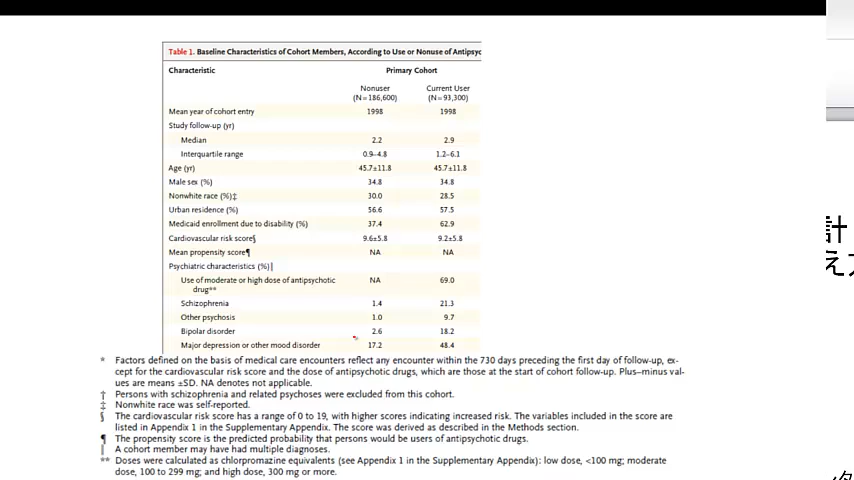 Table 1. Baseline Characteristics of Cohort Members, According to Use or Nonuse of Antipsyc
Characteristic Primary Cohort
Nonuser Current User
(N=186,600) (N=93,300)
Mean year of cohort entry 1998 1998
Study follow-up (yr)
Median 2.2 2.9
Interquartile range 0.9–4.8 1.2–6.1
Age (yr) 45.7±11.8 45.7±11.8
Male sex (%) 34.8 34.8
Nonwhite race (%)‡ 30.0 28.5
Urban residence (%) 56.6 57.5
Medicaid enrollment due to disability (%) 37.4 62.9
Cardiovascular risk score§ 9.6±5.8 9.2±5.8
Mean propensity score¶ NA NA
Psychiatric characteristics (%)‖
Use of moderate or high dose of antipsychotic NA 69.0
drug**
Schizophrenia 1.4 21.3
Other psychosis 1.0 9.7
Bipolar disorder 2.6 18.2
Major depression or other mood disorder 17.2 48.4
* Factors defined on the basis of medical care encounters reflect any encounter within the 730 days preceding the first day of follow-up, ex-
cept for the cardiovascular risk score and the dose of antipsychotic drugs, which are those at the start of cohort follow-up. Plus–minus val-
ues are means ±SD. NA denotes not applicable.
† Persons with schizophrenia and related psychoses were excluded from this cohort.
‡ Nonwhite race was self-reported.
§ The cardiovascular risk score has a range of 0 to 19, with higher scores indicating increased risk. The variables included in the score are
listed in Appendix 1 in the Supplementary Appendix. The score was derived as described in the Methods section.
¶ The propensity score is the predicted probability that persons would be users of antipsychotic drugs.
‖ A cohort member may have had multiple diagnoses.
** Doses were calculated as chlorpromazine equivalents (see Appendix 1 in the Supplementary Appendix): low dose, <100 mg; moderate
dose, 100 to 299 mg; and high dose, 300 mg or more.
計
え